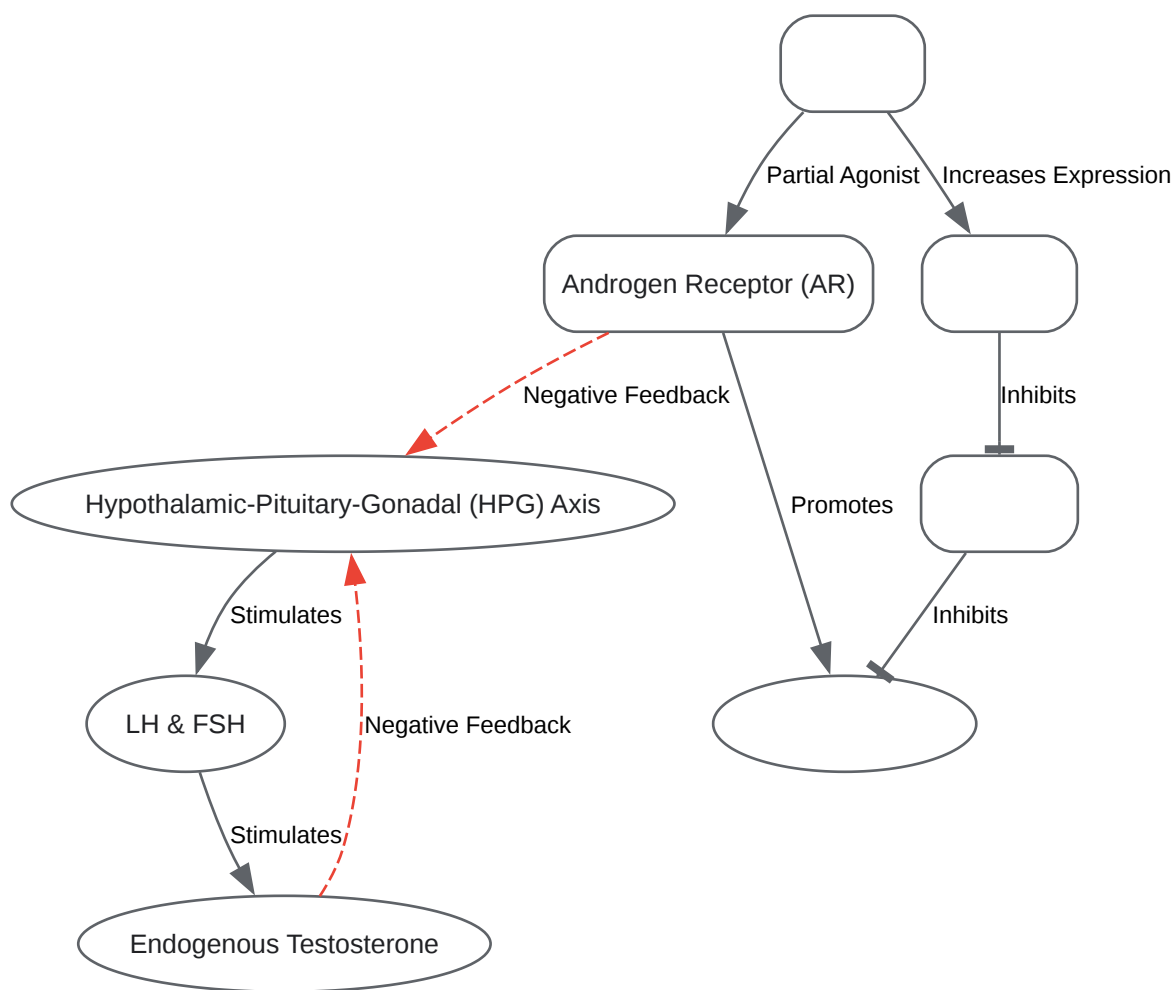 Partial Agonist
Increases Expression
Androgen Receptor (AR)
Negative Feedback
Inhibits
Hypothalamic-Pituitary-Gonadal (HPG) Axis
Promotes
Stimulates
Inhibits
LH & FSH
Negative Feedback
Stimulates
Endogenous Testosterone